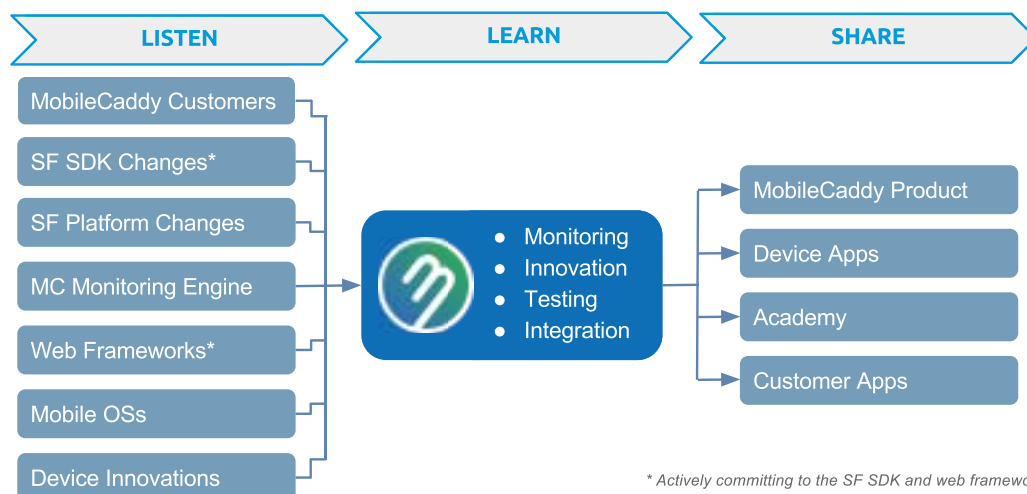 LISTEN
LEARN
SHARE
MobileCaddy Customers
SF SDK Changes*
SF Platform Changes
MC Monitoring Engine
Web Frameworks*
Mobile OSs
Device Innovations
● Monitoring
● Innovation
● Testing
● Integration
MobileCaddy Product
Device Apps
Academy
Customer Apps
* Actively committing to the SF SDK and web